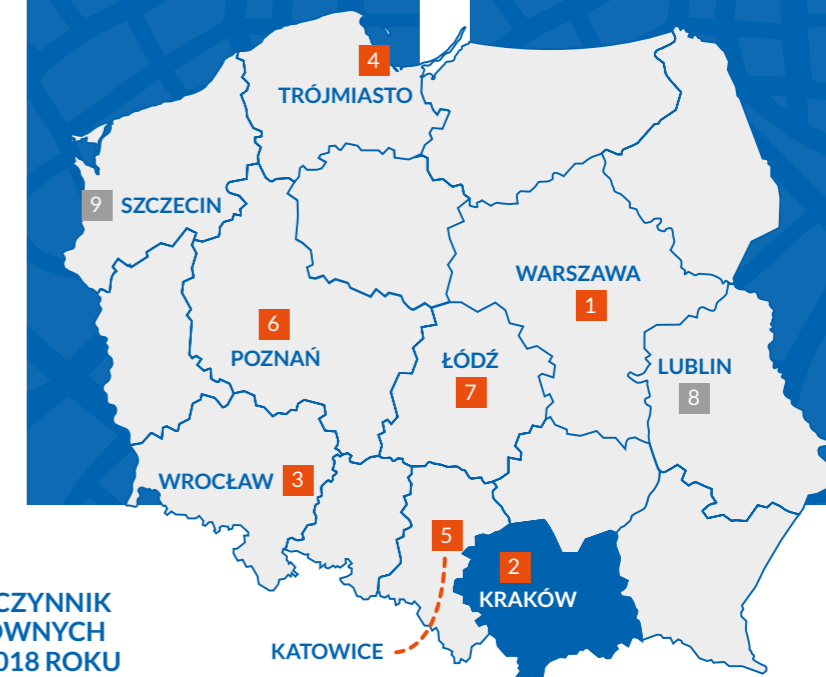 4
TRÓJMIASTO
9 SZCZECIN
WARSZAWA
1
6
POZNAŃ
ŁÓDŹ
7
LUBLIN
8
WROCŁAW 3
5
2
KRAKÓW
KATOWICE
CZYNNIK
WNYCH
018 ROKU